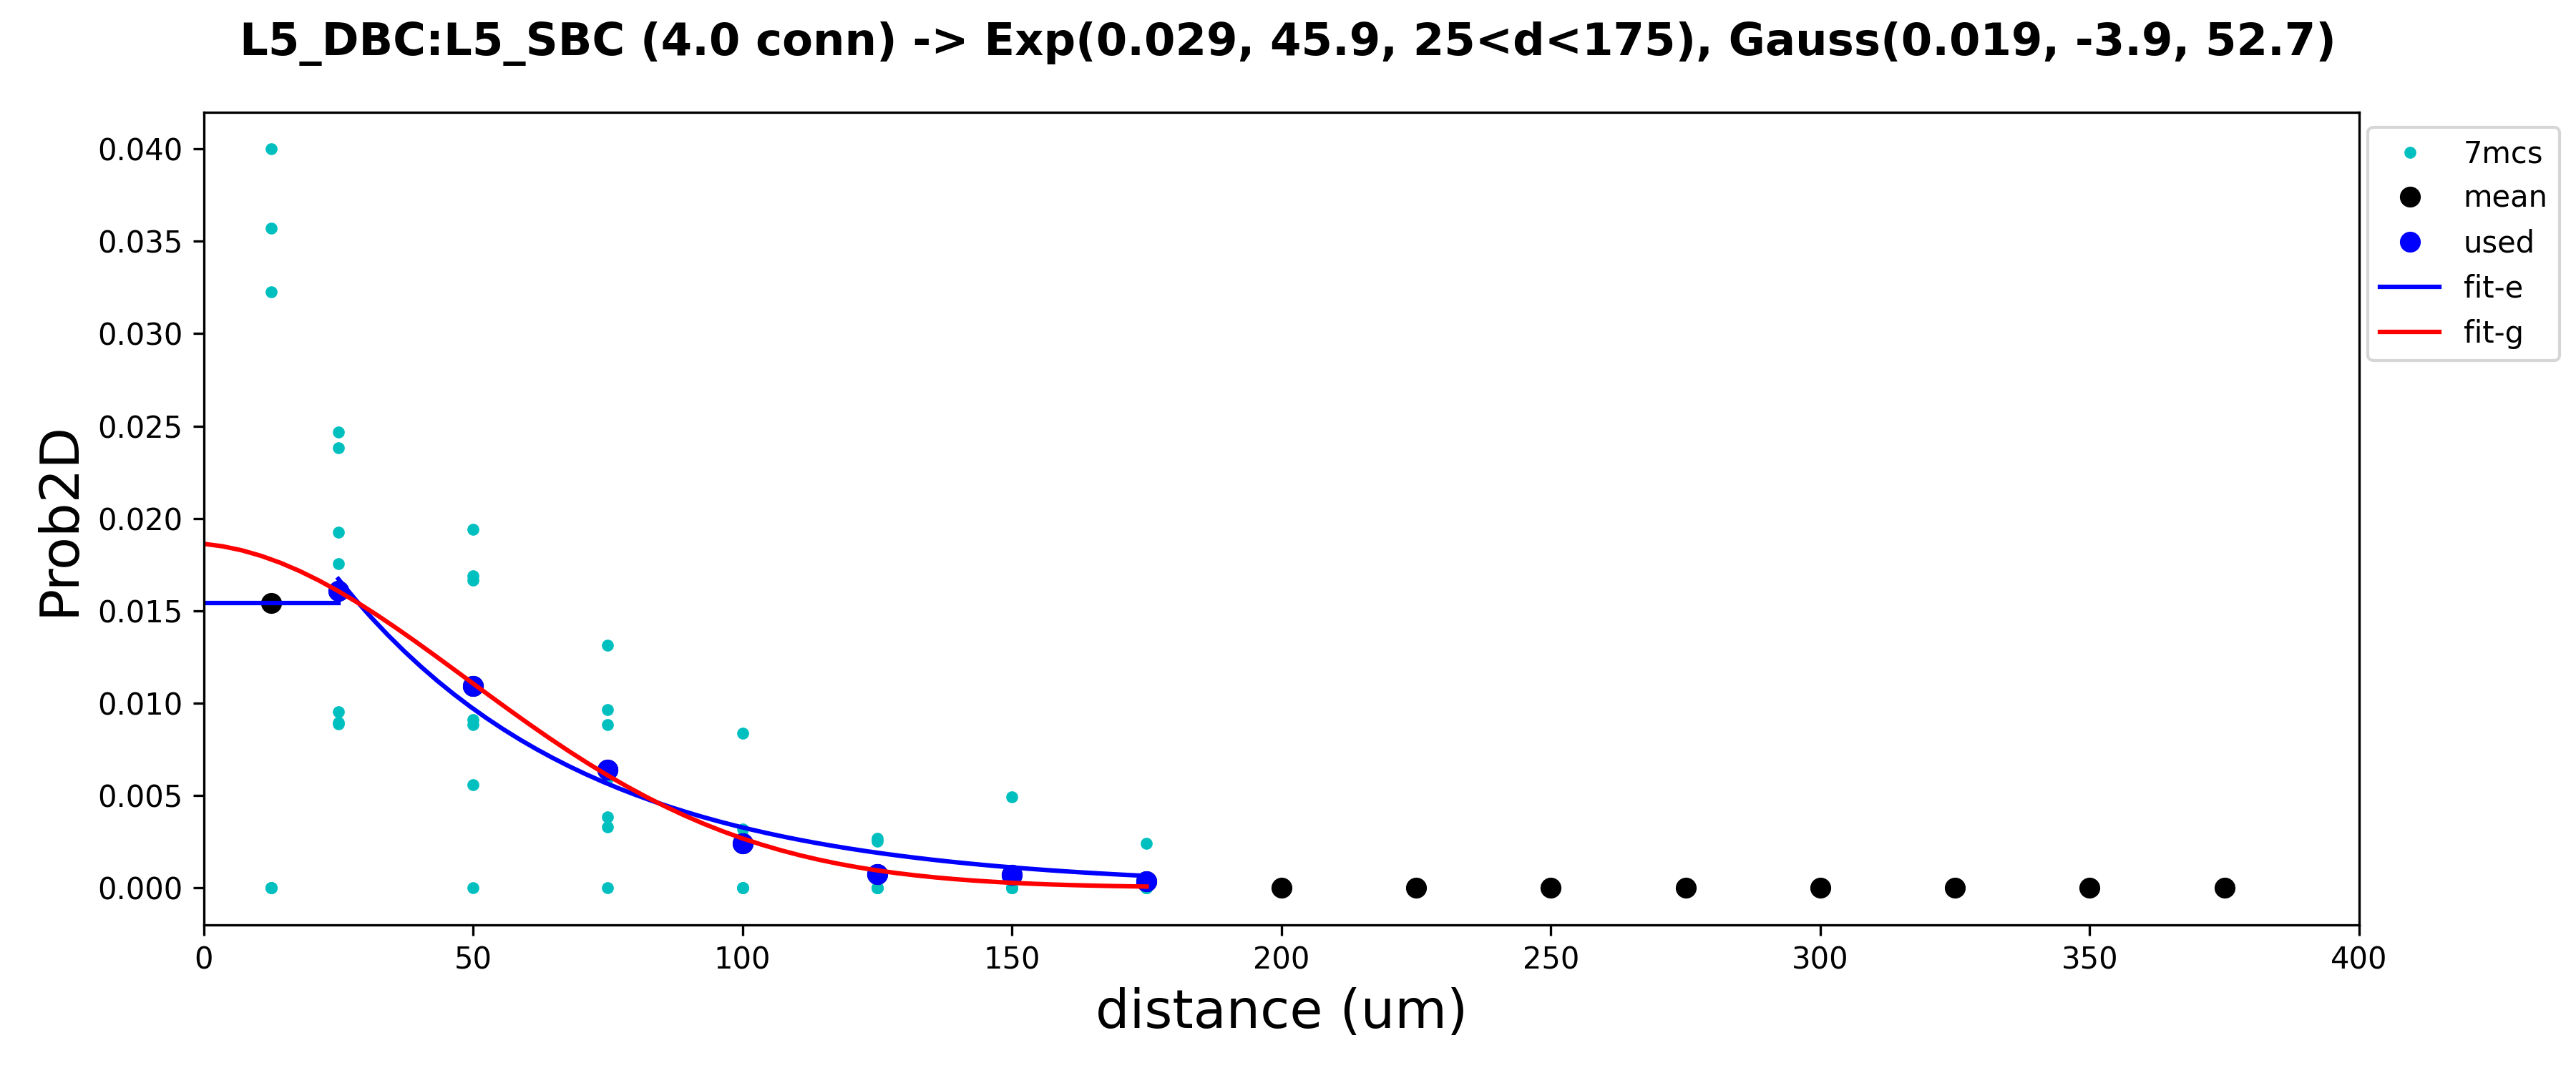 L5_DBC:L5_SBC (4.0 conn) -> Exp(0.029, 45.9, 25<d<175), Gauss(0.019, -3.9, 52.7)
0.040
0.035
0.030
0.025
0.020
0.015
0.010
0.005
0.000
Prob2D
0 50 100 150 200 250 300 350 400
distance (um)
7mcs
mean
used
fit-e
fit-g